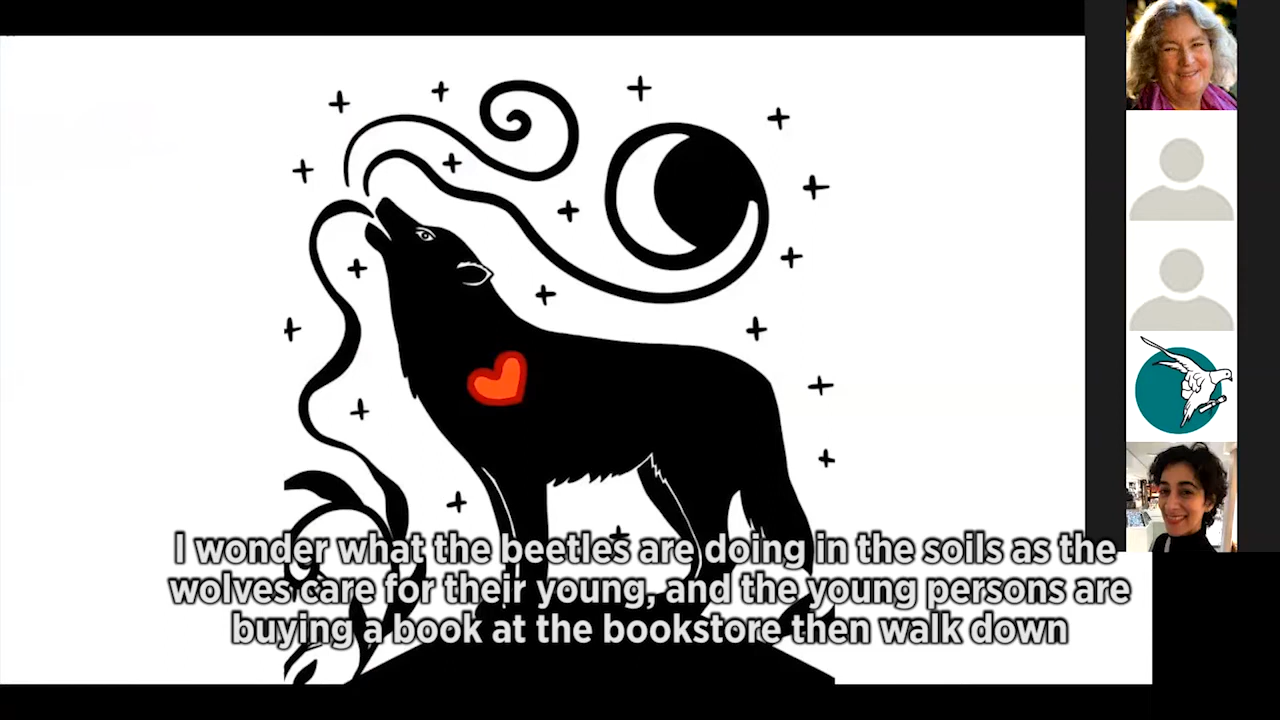 I wonder what the beetles are doing in the soils as the
wolves care for their young, and the young persons are
buying a book at the bookstore then walk down